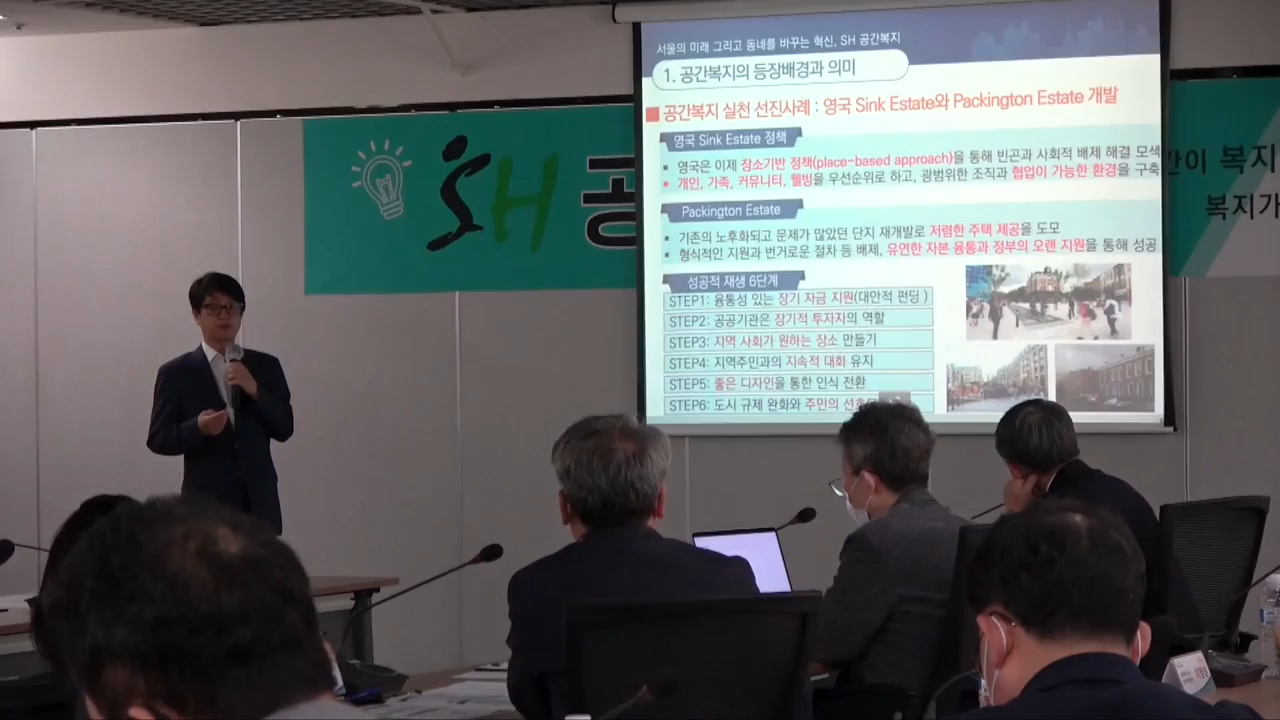 서울의 미래 그리고 동네를 바꾸는 혁신, SH 공간복지
1. 공간복지의 등장배경과 의미
공간복지 실천 선진사례 : 영국 Sink Estate와 Packington Estate 개발
영국 Sink Estate 정책
▪ 영국은 이제 장소기반 정책(place-based approach)을 통해 빈곤과 사회적 배제 해결 모색
▪ 개인, 가족, 커뮤니티, 웰빙을 우선순위로 하고, 광범위한 조직과 협업이 가능한 환경을 구축
Packington Estate
▪ 기존의 노후화되고 문제가 많았던 단지 재개발로 저렴한 주택 제공을 도모
▪ 형식적인 지원과 번거로운 절차 등 배제, 유연한 자본 융통과 정부의 오랜 지원을 통해 성공
성공적 재생 6단계
STEP1: 융통성 있는 장기 자금 지원(대안적 펀딩 )
STEP2: 공공기관은 장기적 투자자의 역할
STEP3: 지역 사회가 원하는 장소 만들기
STEP4: 지역주민과의 지속적 대화 유지
STEP5: 좋은 디자인을 통한 인식 전환
STEP6: 도시 규제 완화와 주민의 선호
SH 공
간이 복지
복지가